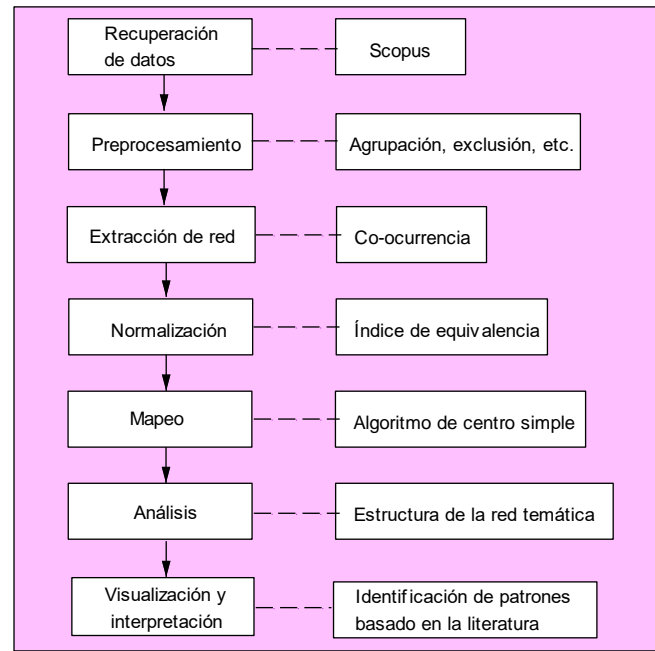 Recuperación
de datos
Scopus
Preprocesamiento
Agrupación, exclusión, etc.
Extracción de red
Co-ocurrencia
Normalización
Índice de equivalencia
Mapeo
Algoritmo de centro simple
Análisis
Estructura de la red temática
Visualización y
interpretación
Identificación de patrones
basado en la literatura